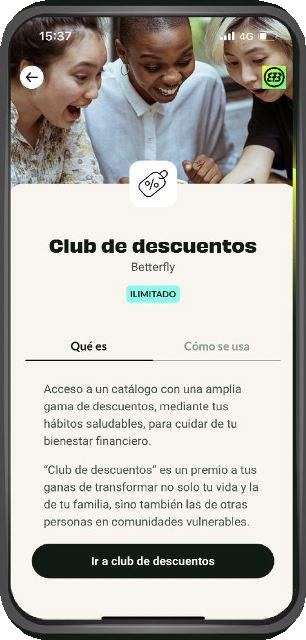 15:37
4G
Club de descuentos
Betterfly
ILIMITADO
Qué es
Cómo se usa
Acceso a un catálogo con una amplia
gama de descuentos, mediante tus
hábitos saludables, para cuidar de tu
bienestar financiero.
“Club de descuentos” es un premio a tus
ganas de transformar no solo tu vida y la
de tu familia, sino también las de otras
personas en comunidades vulnerables.
Ir a club de descuentos